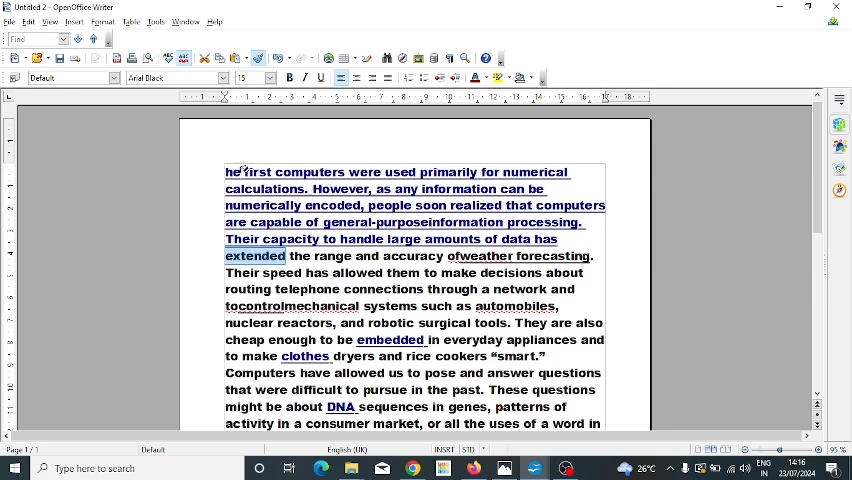 Untitled 2 - OpenOffice Writer
File Edit View Insert Format Table Tools Window Help
Find
Default Arial Black 15 B I U
he first computers were used primarily for numerical
calculations. However, as any information can be
numerically encoded, people soon realized that computers
are capable of general-purposeinformation processing.
Their capacity to handle large amounts of data has
extended the range and accuracy ofweather forecasting.
Their speed has allowed them to make decisions about
routing telephone connections through a network and
tocontrolmechanical systems such as automobiles,
nuclear reactors, and robotic surgical tools. They are also
cheap enough to be embedded in everyday appliances and
to make clothes dryers and rice cookers “smart.”
Computers have allowed us to pose and answer questions
that were difficult to pursue in the past. These questions
might be about DNA sequences in genes, patterns of
activity in a consumer market, or all the uses of a word in
Page 1 / 1 Default English (UK) INSRT STD * 95 %
Type here to search 26°C ENG 14:16
IN 23/07/2024